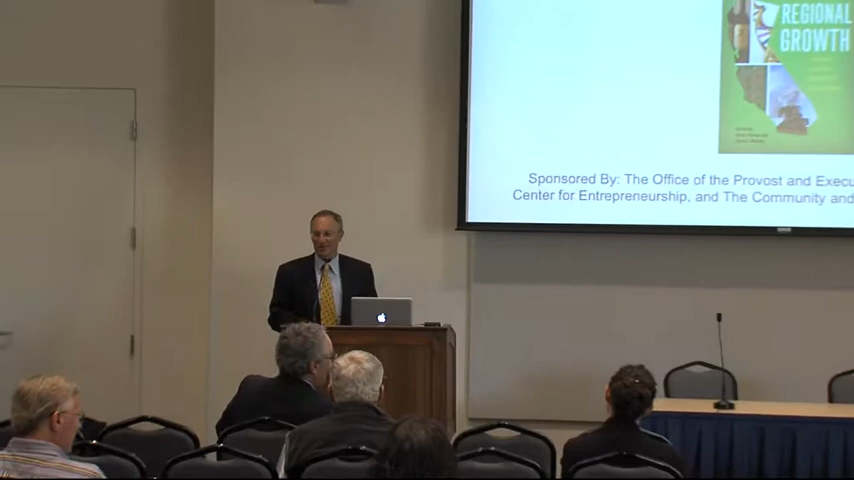 REGIONAL
GROWTH
Sponsored By: The Office of the Provost and Execu
Center for Entrepreneurship, and The Community and